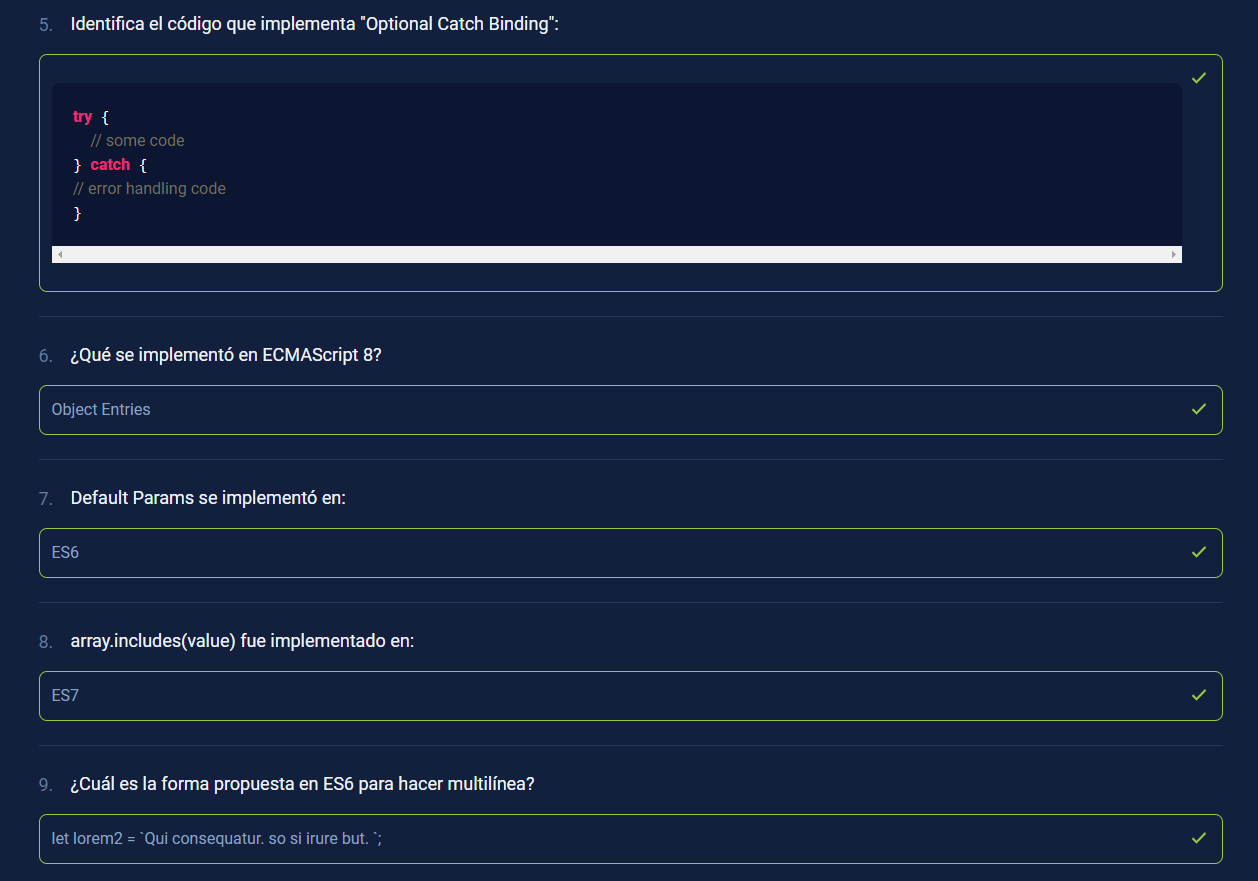 5. Identifica el código que implementa "Optional Catch Binding":
try {
// some code
} catch {
// error handling code
}
6. ¿Qué se implementó en ECMAScript 8?
Object Entries
7. Default Params se implementó en:
ES6
8. array.includes(value) fue implementado en:
ES7
9. ¿Cuál es la forma propuesta en ES6 para hacer multilínea?
let lorem2 = `Qui consequatur. so si irure but. `;